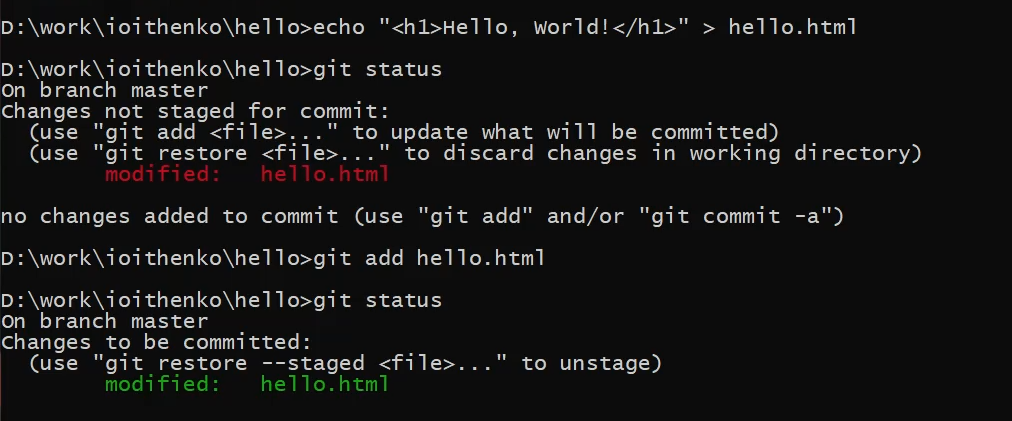 D:\work\ioithenko\hello>echo "<h1>Hello, World!</h1>" > hello.html
D:\work\ioithenko\hello>git status
On branch master
Changes not staged for commit:
  (use "git add <file>..." to update what will be committed)
  (use "git restore <file>..." to discard changes in working directory)
        modified:   hello.html
no changes added to commit (use "git add" and/or "git commit -a")
D:\work\ioithenko\hello>git add hello.html
D:\work\ioithenko\hello>git status
On branch master
Changes to be committed:
  (use "git restore --staged <file>..." to unstage)
        modified:   hello.html